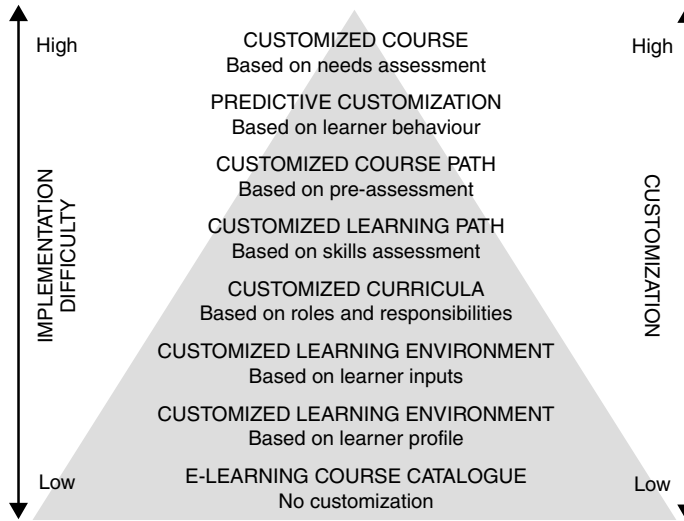 High
IMPLEMENTATION
DIFFICULTY
Low
CUSTOMIZED COURSE
Based on needs assessment
PREDICTIVE CUSTOMIZATION
Based on learner behaviour
CUSTOMIZED COURSE PATH
Based on pre-assessment
CUSTOMIZED LEARNING PATH
Based on skills assessment
CUSTOMIZED CURRICULA
Based on roles and responsibilities
CUSTOMIZED LEARNING ENVIRONMENT
Based on learner inputs
CUSTOMIZED LEARNING ENVIRONMENT
Based on learner profile
E-LEARNING COURSE CATALOGUE
No customization
High
CUSTOMIZATION
Low